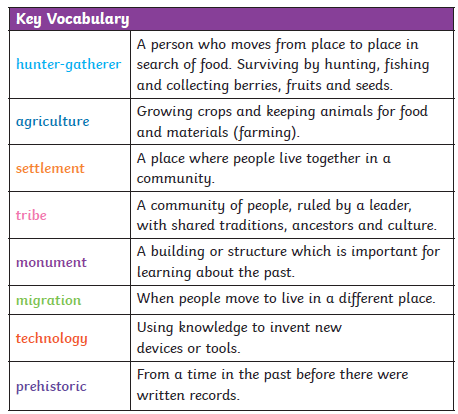 Key Vocabulary
hunter-gatherer
A person who moves from place to place in
search of food. Surviving by hunting, fishing
and collecting berries, fruits and seeds.
agriculture
Growing crops and keeping animals for food
and materials (farming).
settlement
A place where people live together in a
community.
tribe
A community of people, ruled by a leader,
with shared traditions, ancestors and culture.
monument
A building or structure which is important for
learning about the past.
migration
When people move to live in a different place.
technology
Using knowledge to invent new
devices or tools.
prehistoric
From a time in the past before there were
written records.